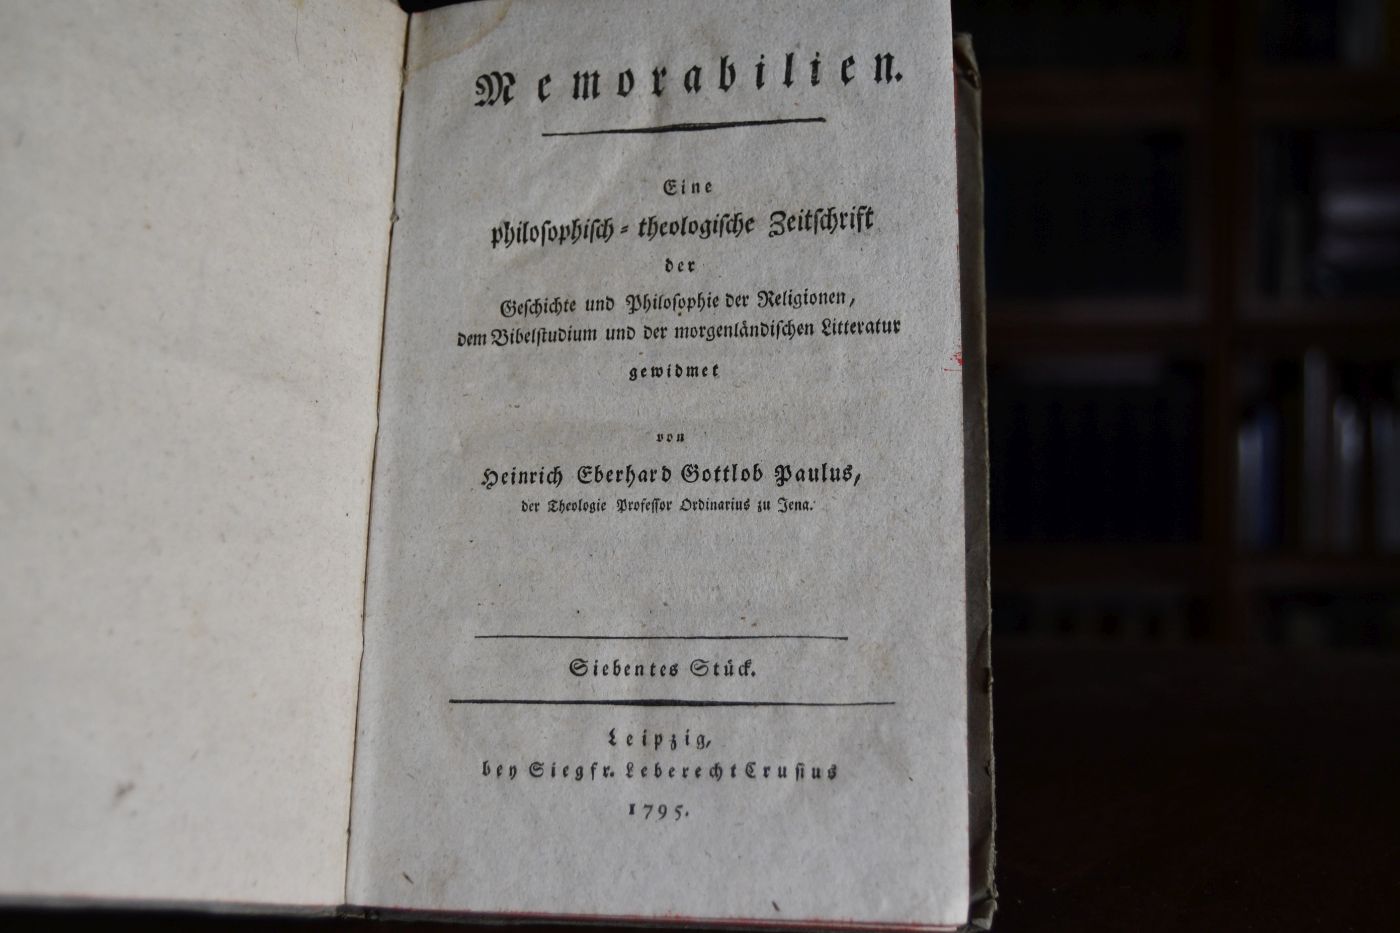 Memorabilien.
Eine
philosophisch-theologische Zeitschrift
der
Geschichte und Philosophie der Religionen,
dem Bibelstudium und der morgenländischen Litteratur
gewidmet
von
Heinrich Eberhard Gottlob Paulus,
der Theologie Professor Ordinarius zu Jena.
Siebentes Stück.
Leipzig,
bey Siegfr. Leberecht Crusius
1795.